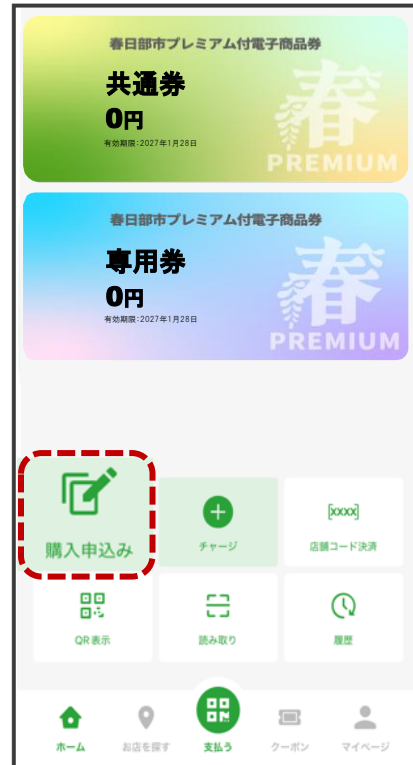 春日部市プレミアム付電子商品券
共通券
0円
有効期限:2027年1月28日
春
PREMIUM
春日部市プレミアム付電子商品券
専用券
0円
有効期限:2027年1月28日
春
PREMIUM
購入申込み
チャージ
[xxxx]
店舗コード決済
QR表示
読み取り
履歴
ホーム
お店を探す
支払う
クーポン
マイページ